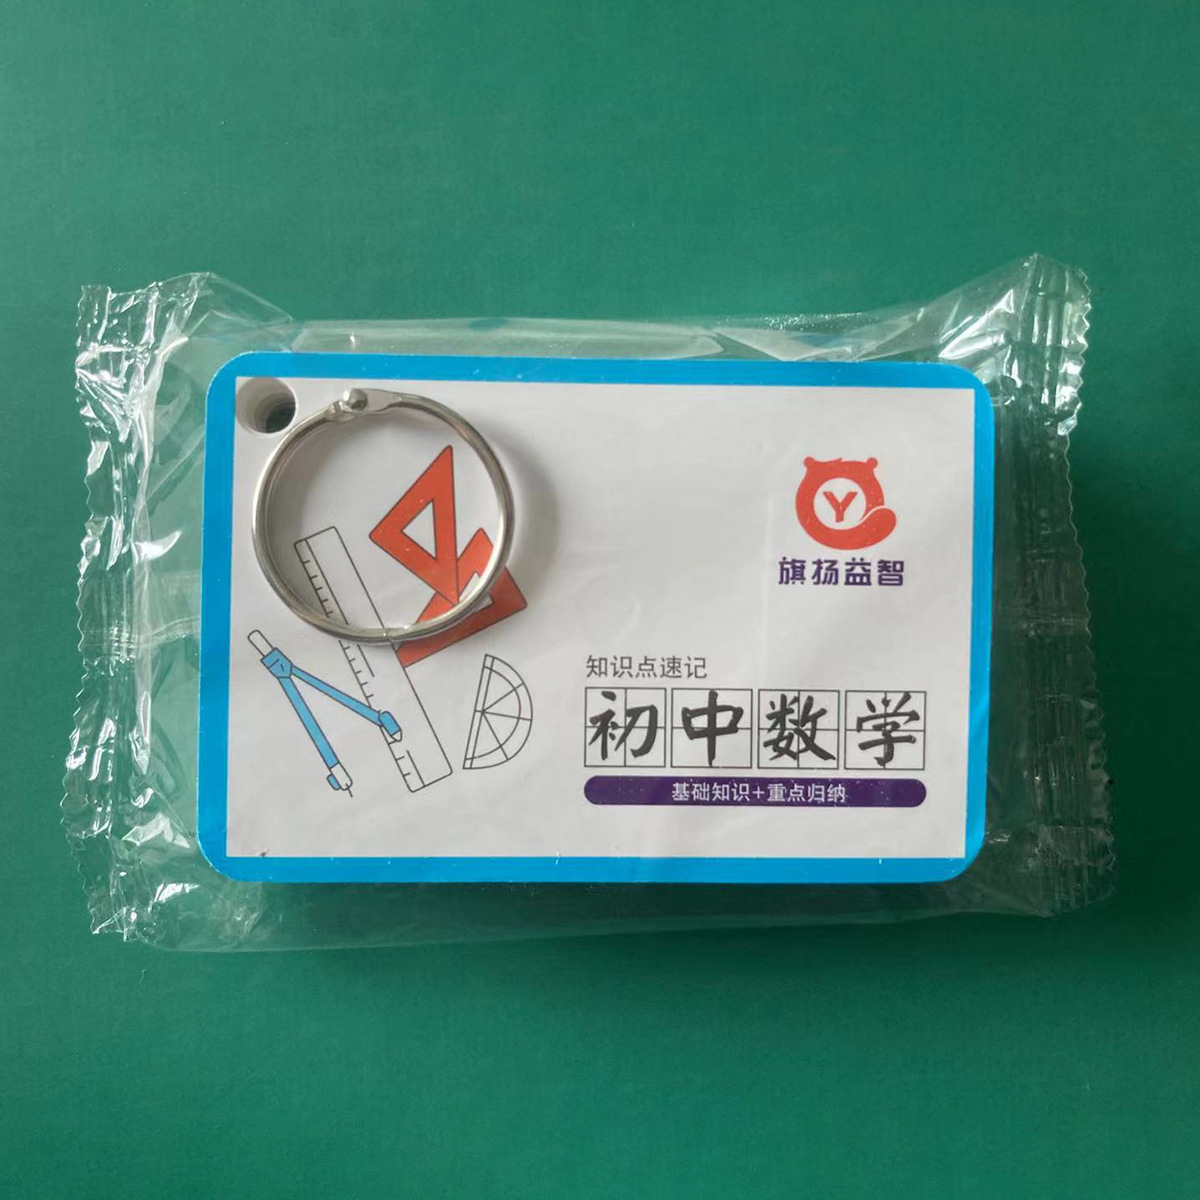 Y
旗扬益智
知识点速记
初中数学
基础知识+重点归纳